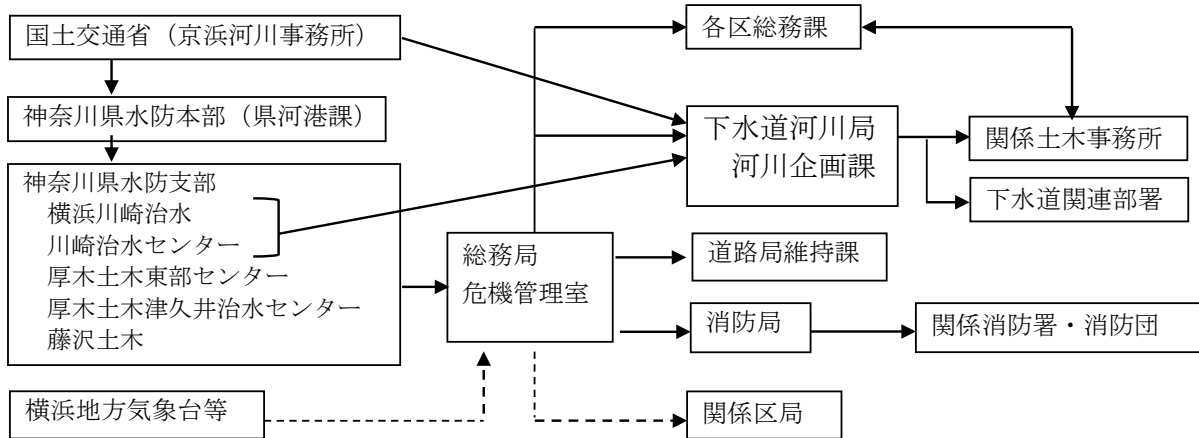 国土交通省（京浜河川事務所）
神奈川県水防本部（県河港課）
神奈川県水防支部
横浜川崎治水
川崎治水センター
厚木土木東部センター
厚木土木津久井治水センター
藤沢土木
横浜地方気象台等
総務局
危機管理室
各区総務課
下水道河川局
河川企画課
道路局維持課
消防局
関係区局
関係土木事務所
下水道関連部署
関係消防署・消防団